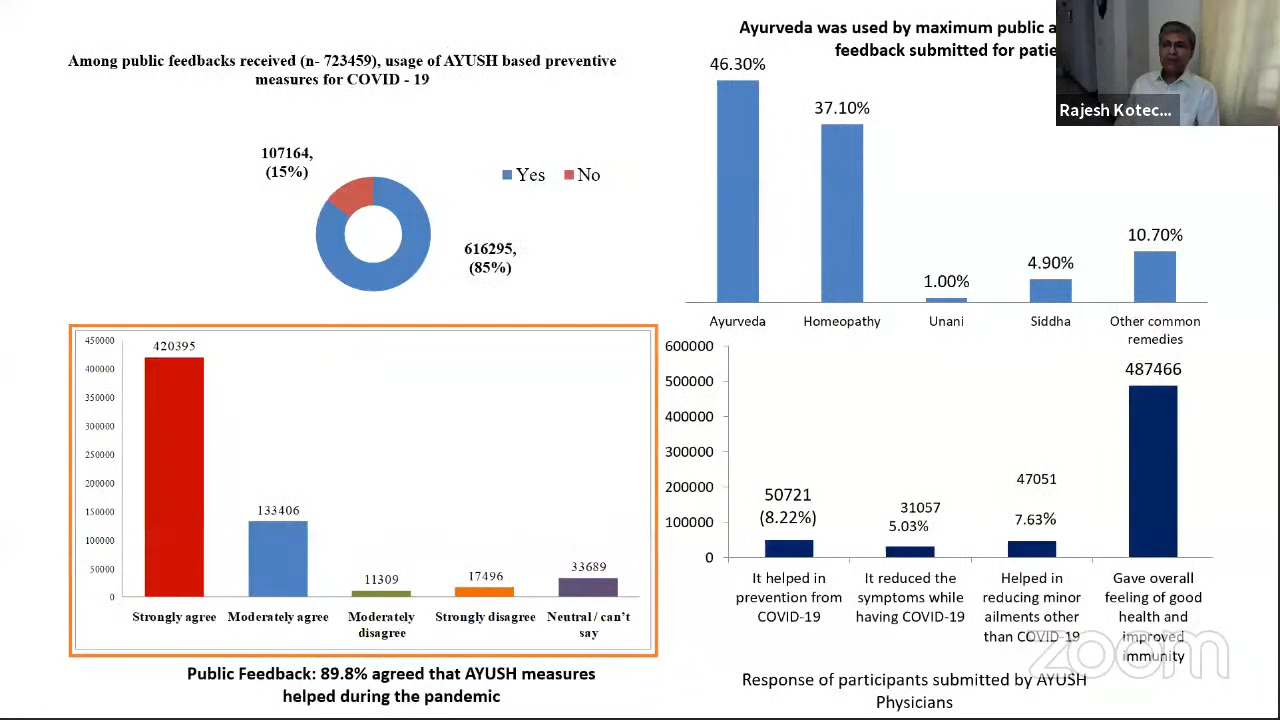 Among public feedbacks received (n- 723459), usage of AYUSH based preventive
measures for COVID - 19
107164,
(15%)
Yes
No
616295,
(85%)
Ayurveda was used by maximum public
feedback submitted for
46.30%
37.10%
1.00%
4.90%
10.70%
Ayurveda
Homeopathy
Unani
Siddha
Other common
remedies
Rajesh Kotec...
450000
400000
350000
300000
250000
200000
150000
100000
50000
0
420395
133406
11309
17496
33689
Strongly agree
Moderately agree
Moderately
disagree
Strongly disagree
Neutral / can't
say
Public Feedback: 89.8% agreed that AYUSH measures
helped during the pandemic
600000
500000
400000
300000
200000
100000
0
50721
(8.22%)
31057
5.03%
47051
7.63%
487466
It helped in
prevention from
COVID-19
It reduced the
symptoms while
having COVID-19
Helped in
reducing minor
ailments other
than COVID-19
Gave overall
feeling of good
health and
improved
immunity
Response of participants submitted by AYUSH
Physicians
zoom